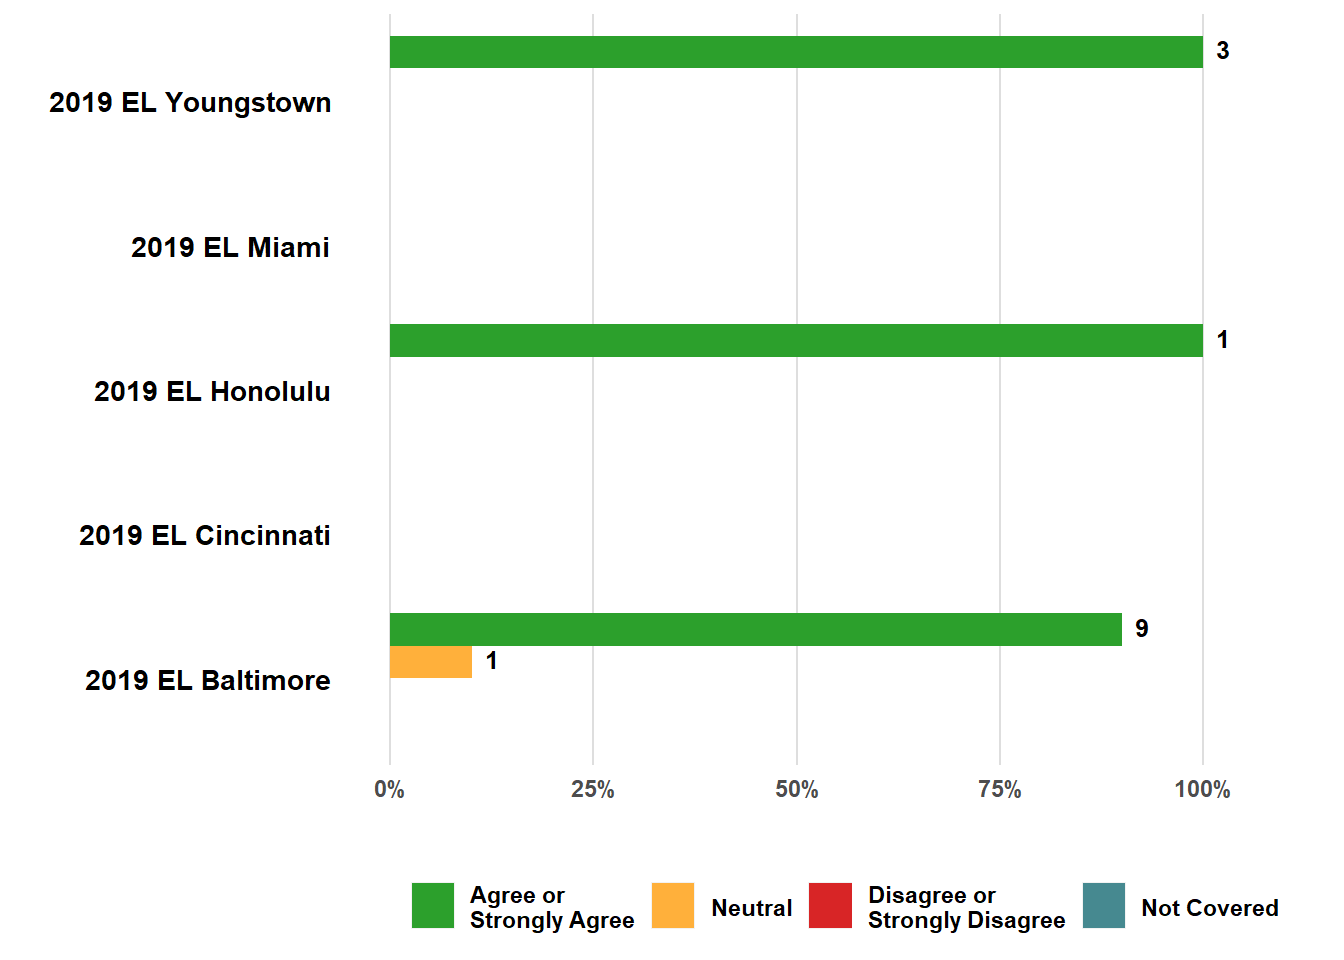 3
2019 EL Youngstown
2019 EL Miami
1
2019 EL Honolulu
2019 EL Cincinnati
9
1
2019 EL Baltimore
0% 25% 50% 75% 100%
Agree or
Strongly Agree
Neutral
Disagree or
Strongly Disagree
Not Covered